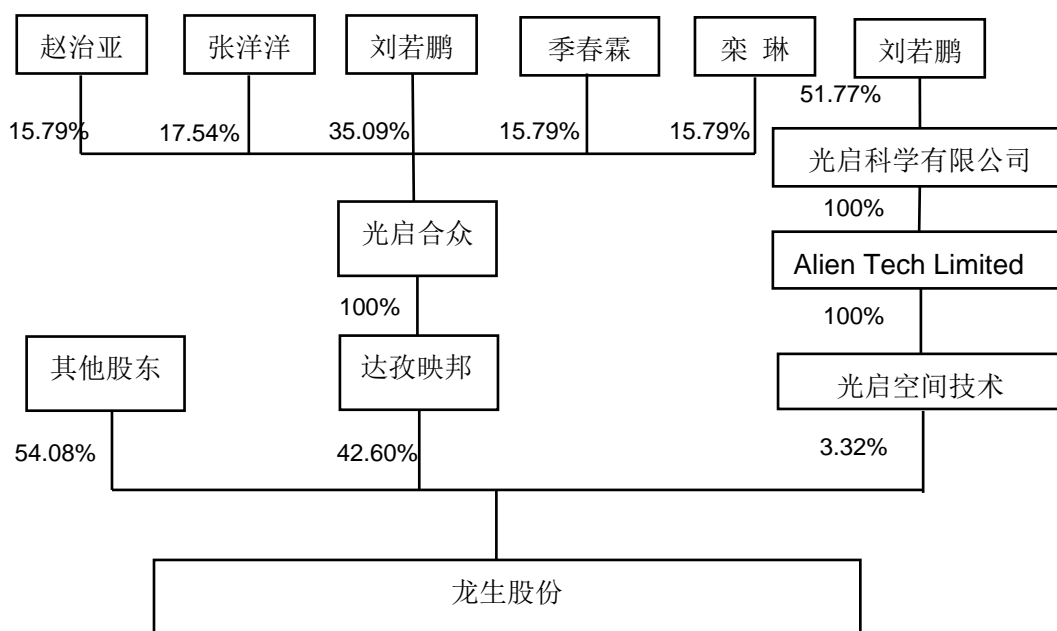 赵治亚 张洋洋 刘若鹏 季春霖 栾 琳 刘若鹏
51.77%
15.79% 17.54% 35.09% 15.79% 15.79%
光启科学有限公司
100%
光启合众
Alien Tech Limited
100% 100%
其他股东 达孜映邦 光启空间技术
54.08% 42.60% 3.32%
龙生股份